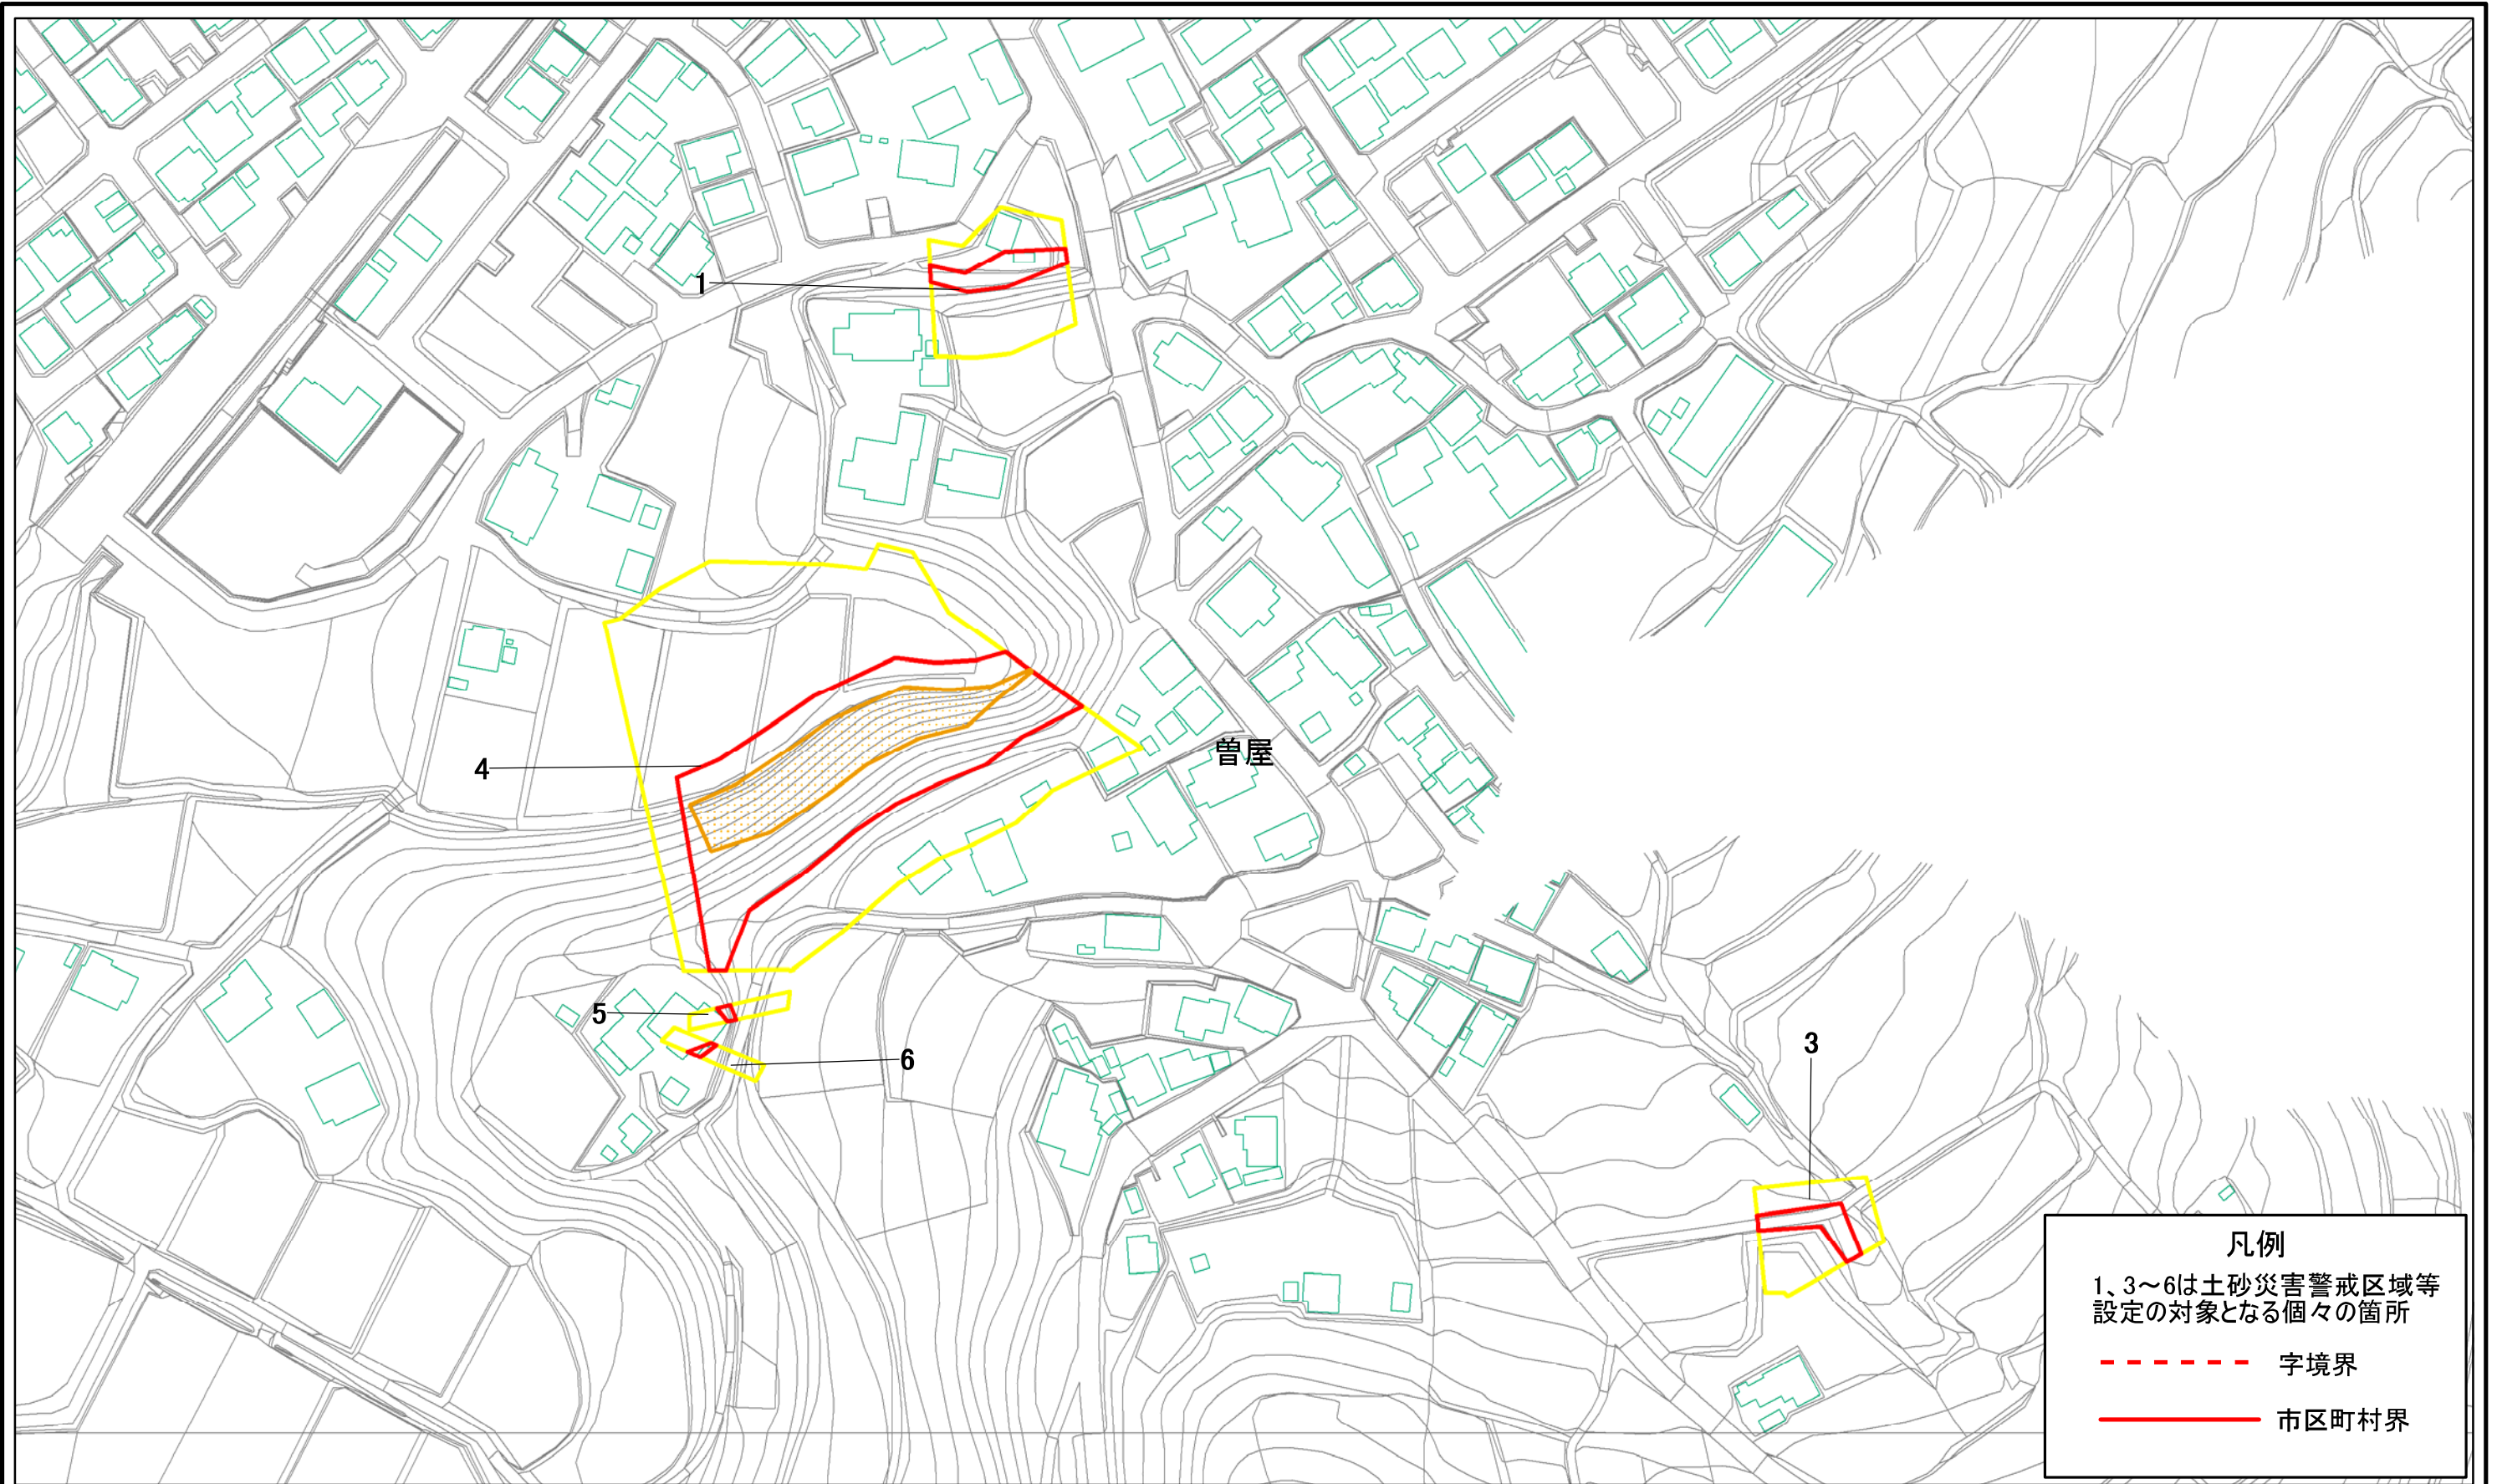 1
4
曽屋
5
6
3
凡例
1、3～6は土砂災害警戒区域等
設定の対象となる個々の箇所
字境界
市区町村界